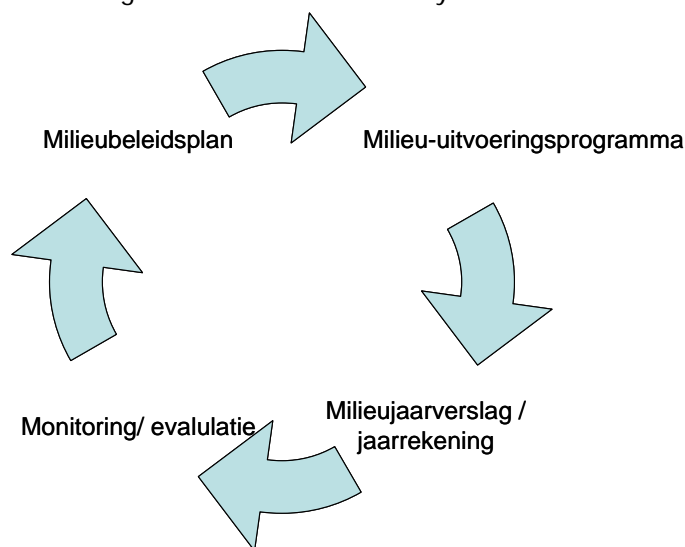 Milieubeleidsplan
Milieu-uitvoeringsprogramma
Monitoring/ evalulatie
Milieujaarverslag /
jaarrekening